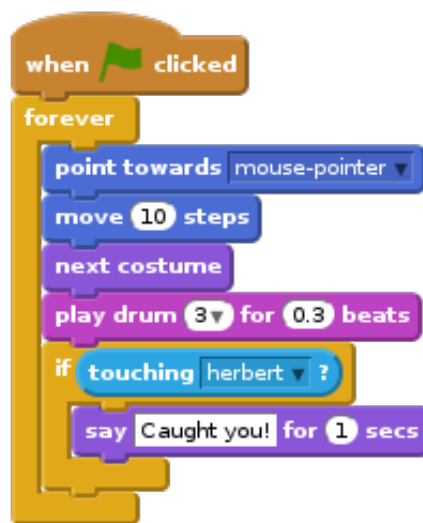 when clicked
forever
point towards mouse-pointer
move 10 steps
next costume
play drum 3 for 0.3 beats
if touching herbert ?
say Caught you! for 1 secs